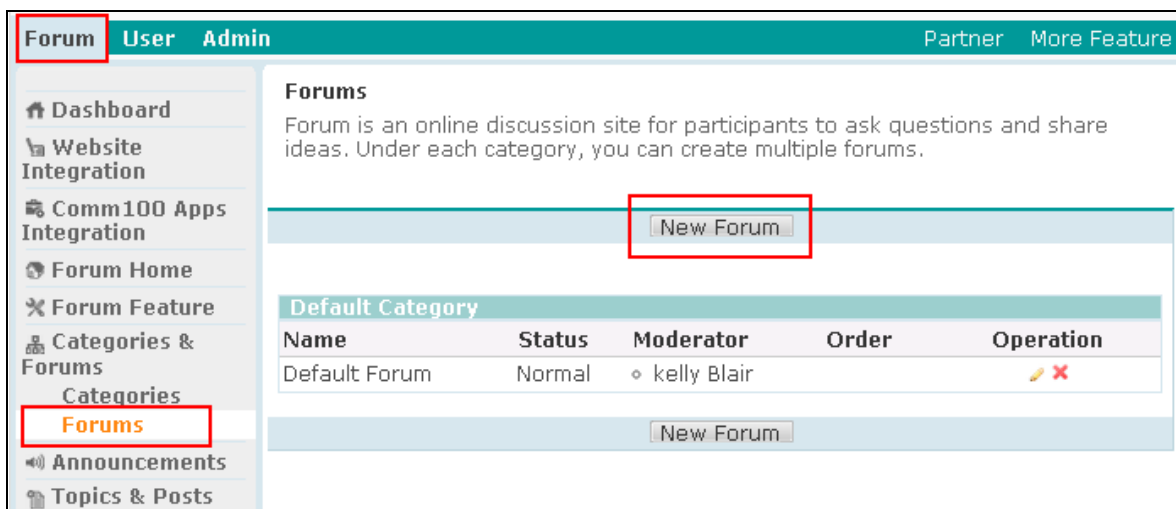 Forum User Admin Partner More Feature
Dashboard
Website
Integration
Comm100 Apps
Integration
Forum Home
Forum Feature
Categories &
Forums
Categories
Forums
Announcements
Topics & Posts
Forums
Forum is an online discussion site for participants to ask questions and share
ideas. Under each category, you can create multiple forums.
New Forum
Default Category
Name Status Moderator Order Operation
Default Forum Normal kelly Blair
New Forum